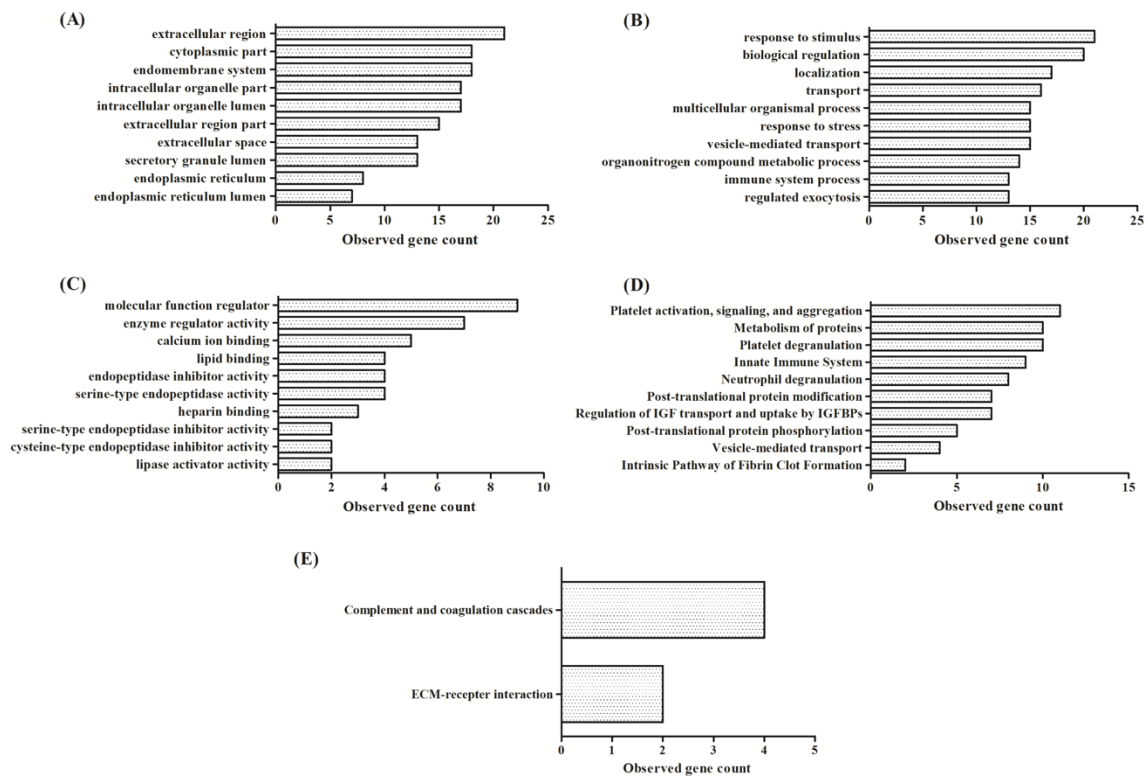 (A)
extracellular region
cytoplasmic part
endomembrane system
intracellular organelle part
intracellular organelle lumen
extracellular region part
extracellular space
secretory granule lumen
endoplasmic reticulum
endoplasmic reticulum lumen
0 5 10 15 20 25
Observed gene count
(B)
response to stimulus
biological regulation
localization
transport
multicellular organismal process
response to stress
vesicle-mediated transport
organonitrogen compound metabolic process
immune system process
regulated exocytosis
0 5 10 15 20 25
Observed gene count
(C)
molecular function regulator
enzyme regulator activity
calcium ion binding
lipid binding
endopeptidase inhibitor activity
serine-type endopeptidase activity
heparin binding
serine-type endopeptidase inhibitor activity
cysteine-type endopeptidase inhibitor activity
lipase activator activity
0 2 4 6 8 10
Observed gene count
(D)
Platelet activation, signaling, and aggregation
Metabolism of proteins
Platelet degranulation
Innate Immune System
Neutrophil degranulation
Post-translational protein modification
Regulation of IGF transport and uptake by IGFBPs
Post-translational protein phosphorylation
Vesicle-mediated transport
Intrinsic Pathway of Fibrin Clot Formation
0 5 10 15
Observed gene count
(E)
Complement and coagulation cascades
ECM-recepter interaction
0 1 2 3 4 5
Observed gene count